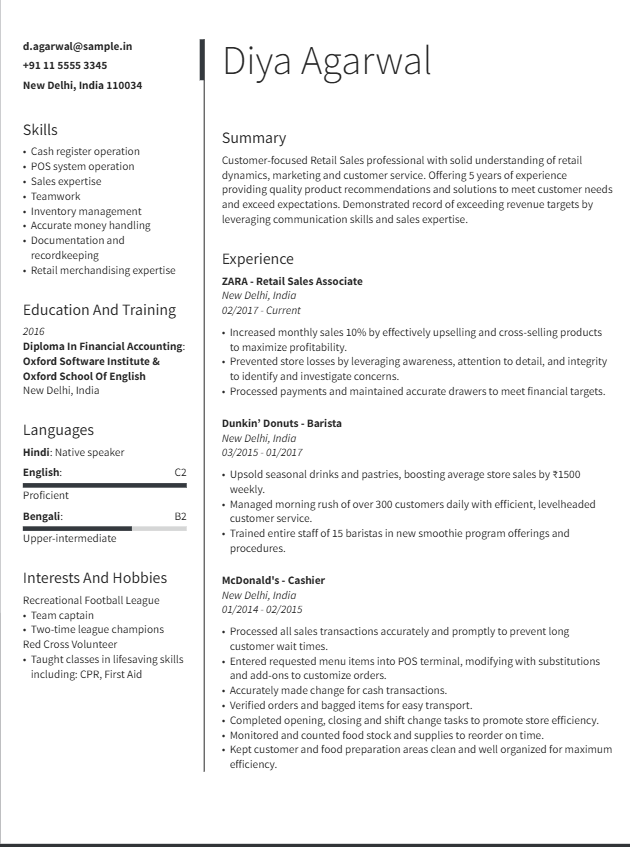 d.agarwal@sample.in
+91 11 5555 3345
New Delhi, India 110034
Skills
• Cash register operation
• POS system operation
• Sales expertise
• Teamwork
• Inventory management
• Accurate money handling
• Documentation and
recordkeeping
• Retail merchandising expertise
Education And Training
2016
Diploma In Financial Accounting:
Oxford Software Institute &
Oxford School Of English
New Delhi, India
Languages
Hindi: Native speaker
English: C2
Proficient
Bengali: B2
Upper-intermediate
Interests And Hobbies
Recreational Football League
• Team captain
• Two-time league champions
Red Cross Volunteer
• Taught classes in lifesaving skills
including: CPR, First Aid
Diya Agarwal
Summary
Customer-focused Retail Sales professional with solid understanding of retail
dynamics, marketing and customer service. Offering 5 years of experience
providing quality product recommendations and solutions to meet customer needs
and exceed expectations. Demonstrated record of exceeding revenue targets by
leveraging communication skills and sales expertise.
Experience
ZARA - Retail Sales Associate
New Delhi, India
02/2017 - Current
• Increased monthly sales 10% by effectively upselling and cross-selling products
to maximize profitability.
• Prevented store losses by leveraging awareness, attention to detail, and integrity
to identify and investigate concerns.
• Processed payments and maintained accurate drawers to meet financial targets.
Dunkin’ Donuts - Barista
New Delhi, India
03/2015 - 01/2017
• Upsold seasonal drinks and pastries, boosting average store sales by ₹1500
weekly.
• Managed morning rush of over 300 customers daily with efficient, levelheaded
customer service.
• Trained entire staff of 15 baristas in new smoothie program offerings and
procedures.
McDonald's - Cashier
New Delhi, India
01/2014 - 02/2015
• Processed all sales transactions accurately and promptly to prevent long
customer wait times.
• Entered requested menu items into POS terminal, modifying with substitutions
and add-ons to customize orders.
• Accurately made change for cash transactions.
• Verified orders and bagged items for easy transport.
• Completed opening, closing and shift change tasks to promote store efficiency.
• Monitored and counted food stock and supplies to reorder on time.
• Kept customer and food preparation areas clean and well organized for maximum
efficiency.